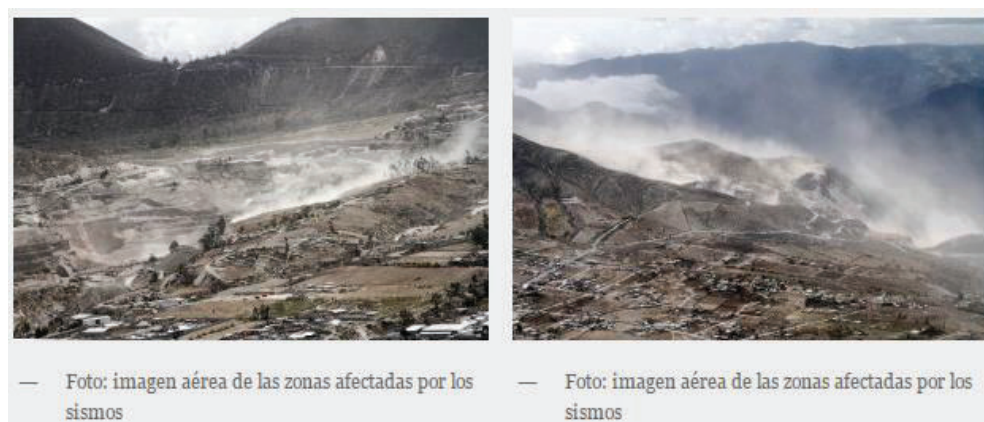 — Foto: imagen aérea de las zonas afectadas por los
sismos
— Foto: imagen aérea de las zonas afectadas por los
sismos